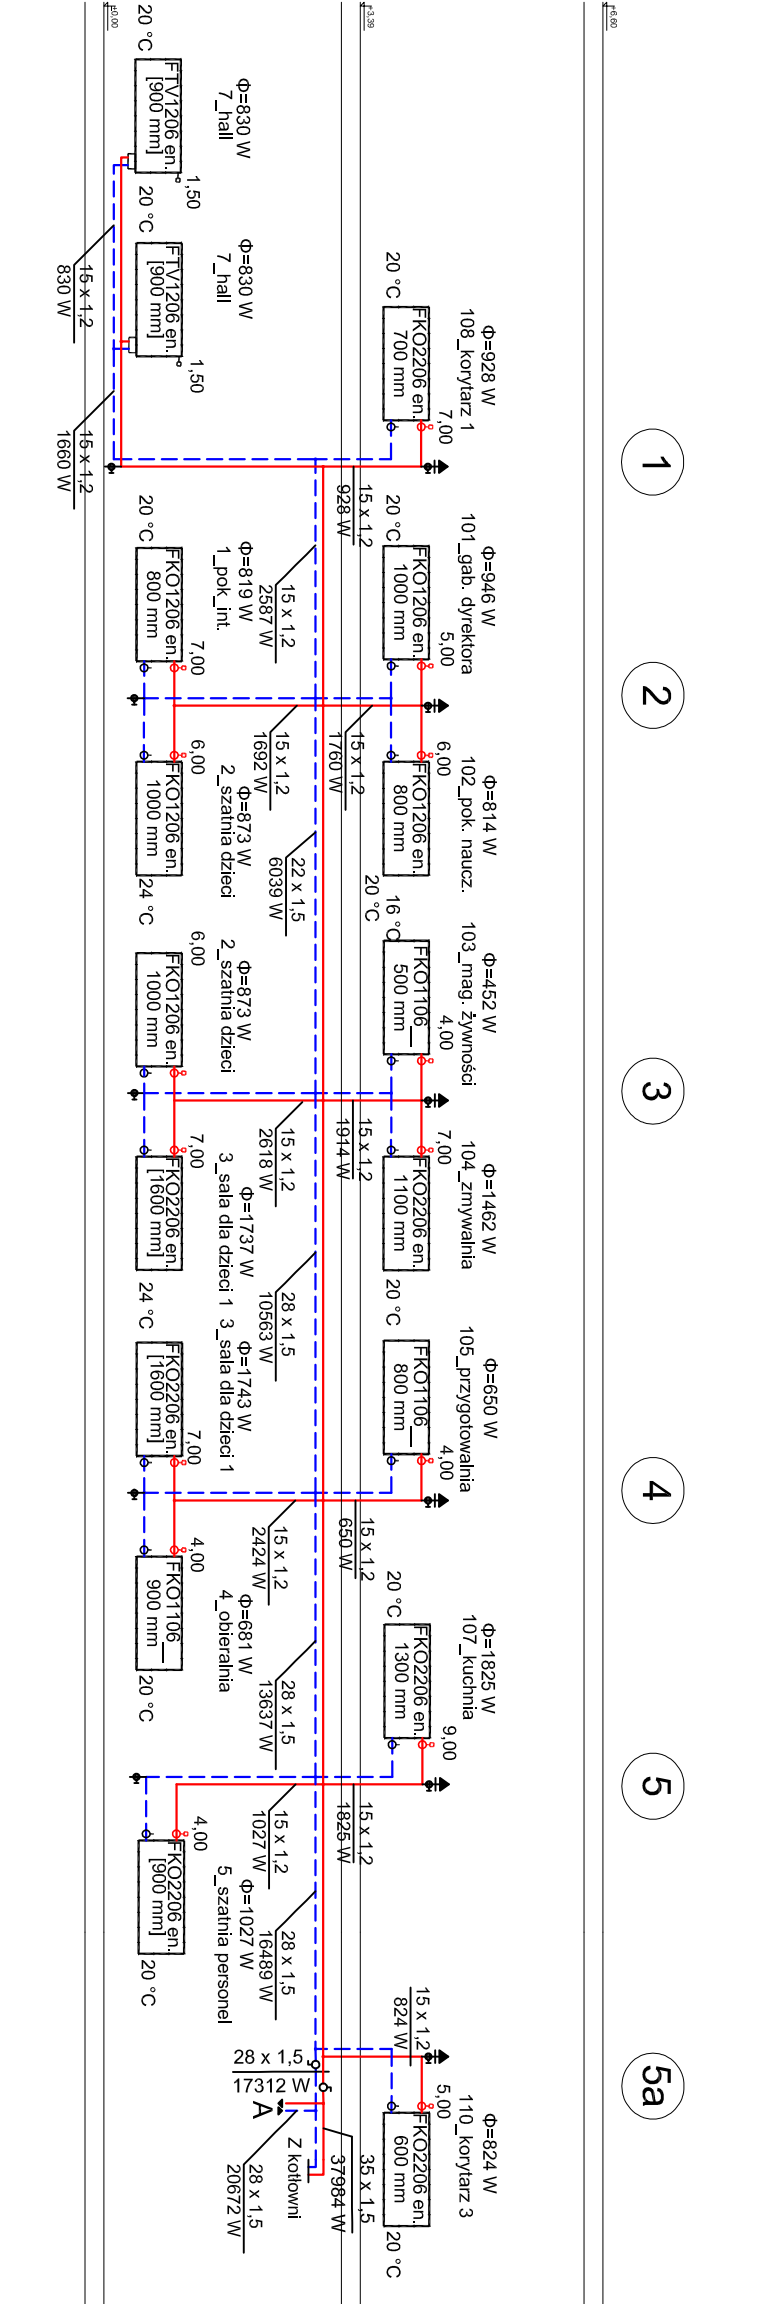 ±0,00
+3,39
+6,60
20 °C
FTV1206 en.
[900 mm]
Φ=830 W
7_hall
1,50
15 x 1,2
830 W
20 °C
FTV1206 en.
[900 mm]
Φ=830 W
7_hall
1,50
15 x 1,2
1660 W
20 °C
FKO2206 en.
700 mm
Φ=928 W
108_korytarz 1
7,00
15 x 1,2
928 W
1
15 x 1,2
2587 W
20 °C
FKO1206 en.
1000 mm
Φ=946 W
101_gab. dyrektora
5,00
20 °C
FKO1206 en.
800 mm
Φ=819 W
1_pok_int.
7,00
2
15 x 1,2
1760 W
15 x 1,2
1692 W
6,00
FKO1206 en.
800 mm
Φ=814 W
102_pok. naucz.
20 °C
6,00
FKO1206 en.
1000 mm
Φ=873 W
2_szatnia dzieci
24 °C
22 x 1,5
6039 W
16 °C
FKO1106__
500 mm
Φ=452 W
103_mag. żywności
4,00
FKO1206 en.
1000 mm
Φ=873 W
2_szatnia dzieci
6,00
3
15 x 1,2
1914 W
15 x 1,2
2618 W
7,00
FKO2206 en.
1100 mm
Φ=1462 W
104_zmywalnia
20 °C
7,00
FKO2206 en.
[1600 mm]
Φ=1737 W
3_sala dla dzieci 1
24 °C
28 x 1,5
10563 W
FKO1106__
800 mm
Φ=650 W
105_przygotowalnia
4,00
FKO2206 en.
[1600 mm]
Φ=1743 W
3_sala dla dzieci 1
7,00
4
15 x 1,2
650 W
15 x 1,2
2424 W
4,00
FKO1106__
900 mm
Φ=681 W
4_obieralnia
20 °C
28 x 1,5
13637 W
20 °C
FKO2206 en.
1300 mm
Φ=1825 W
107_kuchnia
9,00
5
15 x 1,2
1825 W
15 x 1,2
1027 W
4,00
FKO2206 en.
[900 mm]
Φ=1027 W
5_szatnia personel
20 °C
28 x 1,5
16489 W
15 x 1,2
824 W
5a
5,00
FKO2206 en.
600 mm
Φ=824 W
110_korytarz 3
20 °C
28 x 1,5
17312 W
A
28 x 1,5
20672 W
Z kotłowni
35 x 1,5
37984 W